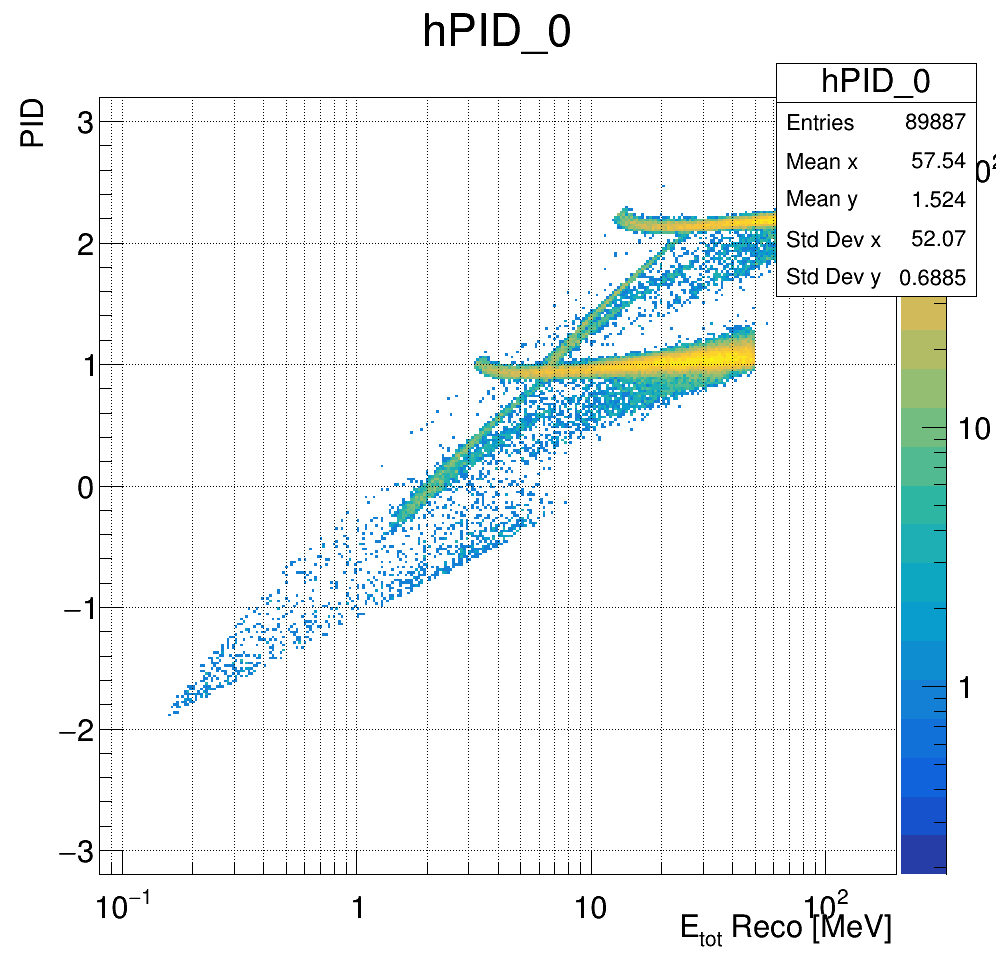 hPID_0
hPID_0
Entries 89887
Mean x 57.54
Mean y 1.524
Std Dev x 52.07
Std Dev y 0.6885
PID
3
2
1
0
−1
−2
−3
10
1
10⁻¹
1
10
10²
E_tot Reco [MeV]